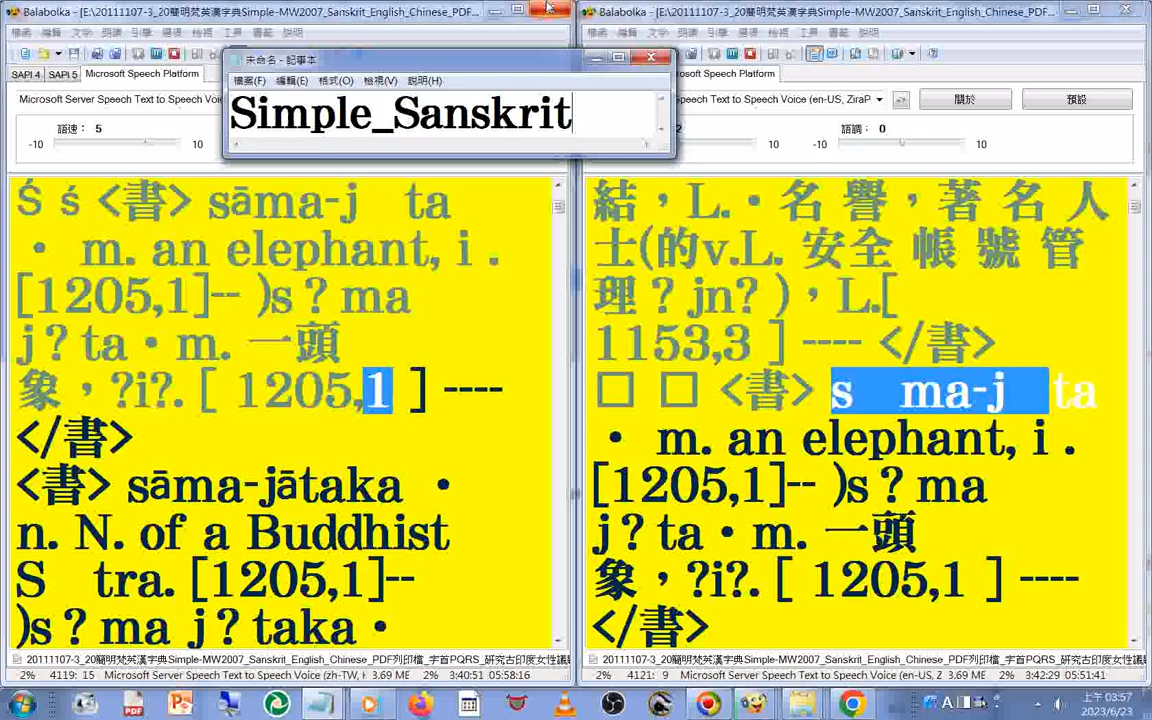 Balabolka - [E:\20111107-3_20簡明梵英漢字典Simple-MW2007_Sanskrit_English_Chinese_PDF...
Balabolka - [E:\20111107-3_20簡明梵英漢字典Simple-MW2007_Sanskrit_English_Chinese_PDF...
未命名 - 記事本
檔案(F) 編輯(E) 格式(O) 檢視(V) 說明(H)
Simple_Sanskrit
SAPI 4 SAPI 5 Microsoft Speech Platform
Microsoft Server Speech Text to Speech Voi
語速： 5
-10 10
Speech Platform
Speech Text to Speech Voice (en-US, ZiraP
關於 預設
2 語調： 0
10 -10 10
Ś ś <書> sāma-j ta
• m. an elephant, i .
[1205,1]-- )s？ma
j？ta•m. 一頭
象，?i?. [ 1205,1 ] ----
</書>
<書> sāma-jātaka •
n. N. of a Buddhist
S tra. [1205,1]--
)s？ma j？taka•
結，L.•名 譽，著 名 人
士(的v.L. 安全 帳 號 管
理？jn?)，L.[
1153,3 ] ---- </書>
□ □ <書> s ma-j ta
• m. an elephant, i .
[1205,1]-- )s？ma
j？ta•m. 一頭
象，?i?. [ 1205,1 ] ----
</書>
20111107-3_20簡明梵英漢字典Simple-MW2007_Sanskrit_English_Chinese_PDF列印檔_字首PQRS_研究古印度女性議
2% 4119: 15 Microsoft Server Speech Text to Speech Voice (zh-TW, H 3.69 ME 2% 3:40:51 05:58:16
20111107-3_20簡明梵英漢字典Simple-MW2007_Sanskrit_English_Chinese_PDF列印檔_字首PQRS_研究古印度女性議
2% 4121: 9 Microsoft Server Speech Text to Speech Voice (en-US, Z 3.69 ME 2% 3:42:29 05:51:41
上午 03:57
2023/6/23